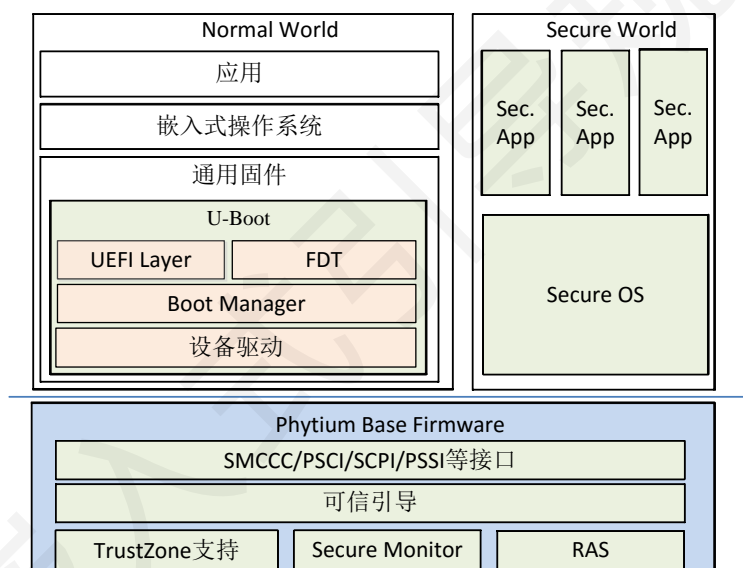 Normal World
应用
嵌入式操作系统
通用固件
U-Boot
UEFI Layer
FDT
Boot Manager
设备驱动
Secure World
Sec.
App
Sec.
App
Sec.
App
Secure OS
Phytium Base Firmware
SMCCC/PSCI/SCPI/PSSI等接口
可信引导
TrustZone支持
Secure Monitor
RAS